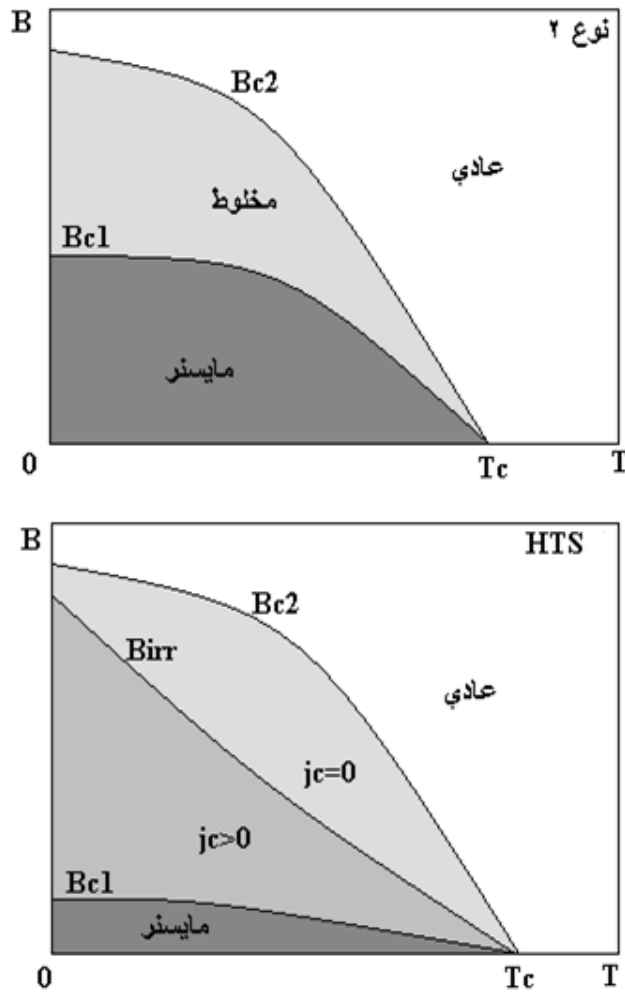 B
نوع ٢
Bc2
عادي
مخلوط
Bc1
مايسنر
0
Tc
T
B
HTS
Bc2
Birr
عادي
jc=0
jc>0
Bc1
مايسنر
0
Tc
T